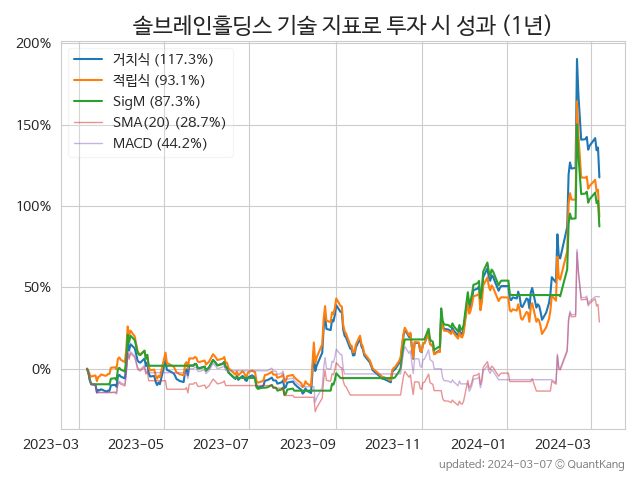 솔브레인홀딩스 기술 지표로 투자 시 성과 (1년)
200%
150%
100%
50%
0%
거치식 (117.3%)
적립식 (93.1%)
SigM (87.3%)
SMA(20) (28.7%)
MACD (44.2%)
2023-03
2023-05
2023-07
2023-09
2023-11
2024-01
2024-03
updated: 2024-03-07 © QuantKang